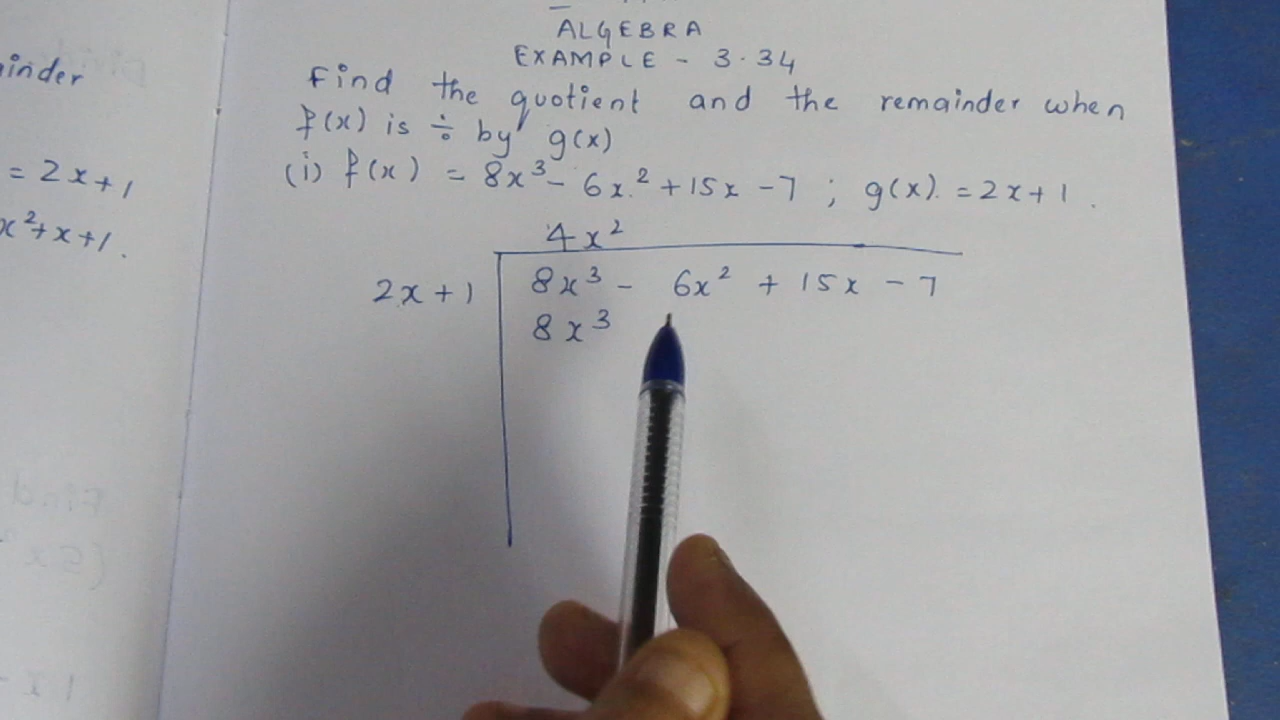 ALGEBRA
EXAMPLE - 3.34
Find the quotient and the remainder when
f(x) is ÷ by g(x)
(i) f(x) = 8x³ - 6x² + 15x - 7 ; g(x) = 2x + 1 .
4x²
2x + 1 8x³ - 6x² + 15x - 7
8x³
inder
= 2x + 1
x² + x + 1 .